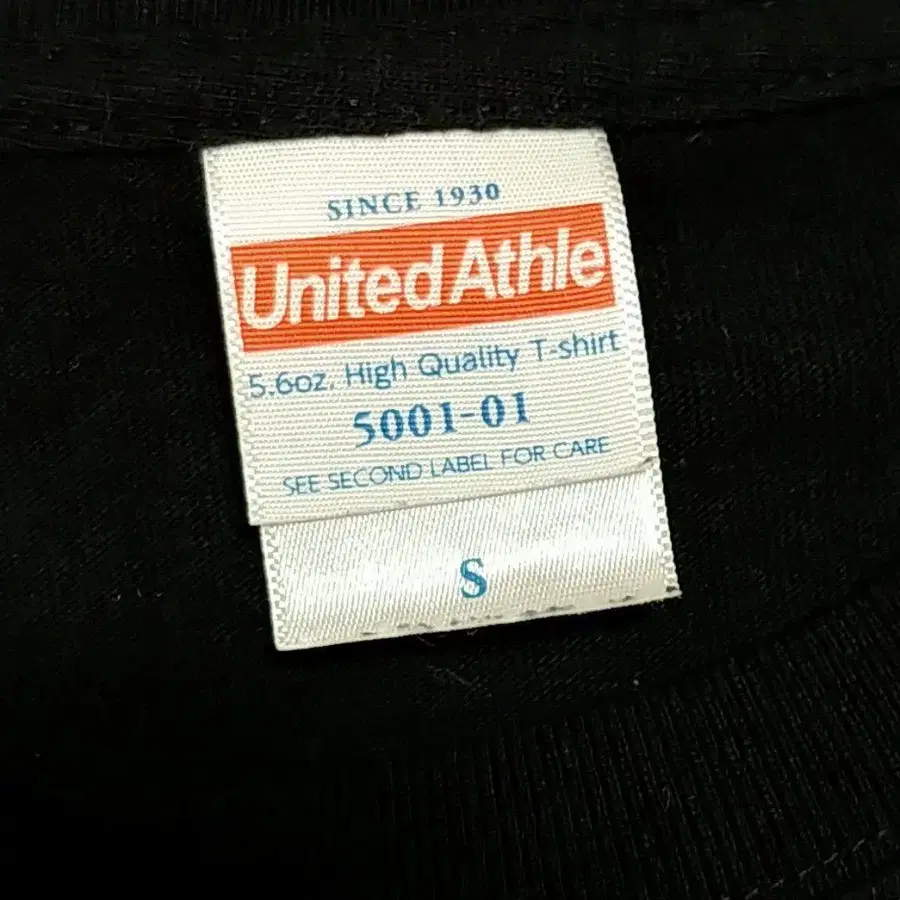 SINCE 1930
United Athle
5.6oz. High Quality T-shirt
5001-01
SEE SECOND LABEL FOR CARE
S